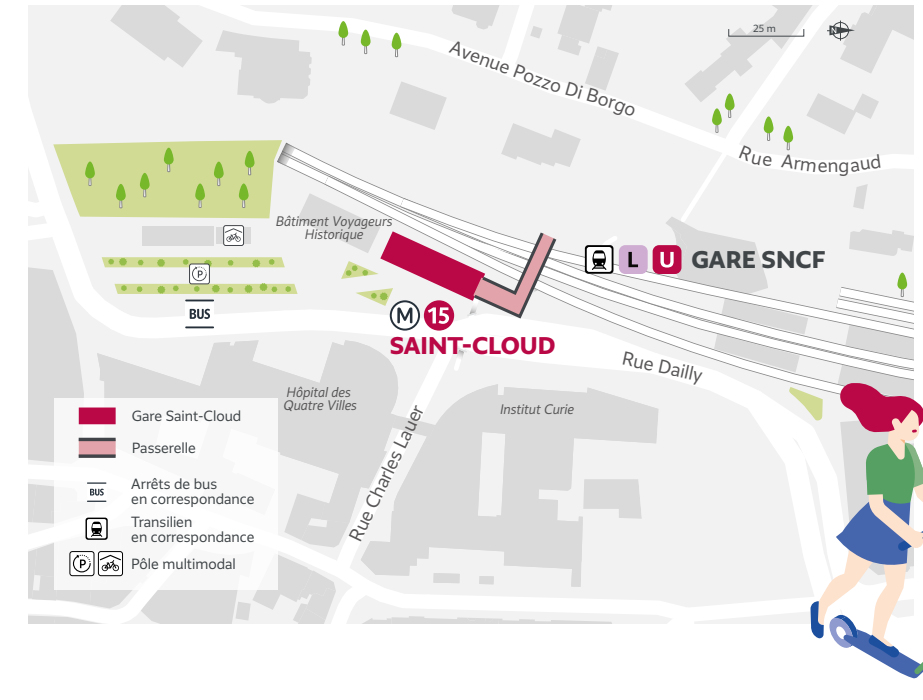 25 m
Avenue Pozzo Di Borgo
Rue Armengaud
Bâtiment Voyageurs
Historique
P
L U GARE SNCF
BUS
M 15
SAINT-CLOUD
Rue Dailly
Hôpital des
Quatre Villes
Institut Curie
Rue Charles Lauer
Gare Saint-Cloud
Passerelle
BUS
Arrêts de bus
en correspondance
Transilien
en correspondance
P
Pôle multimodal